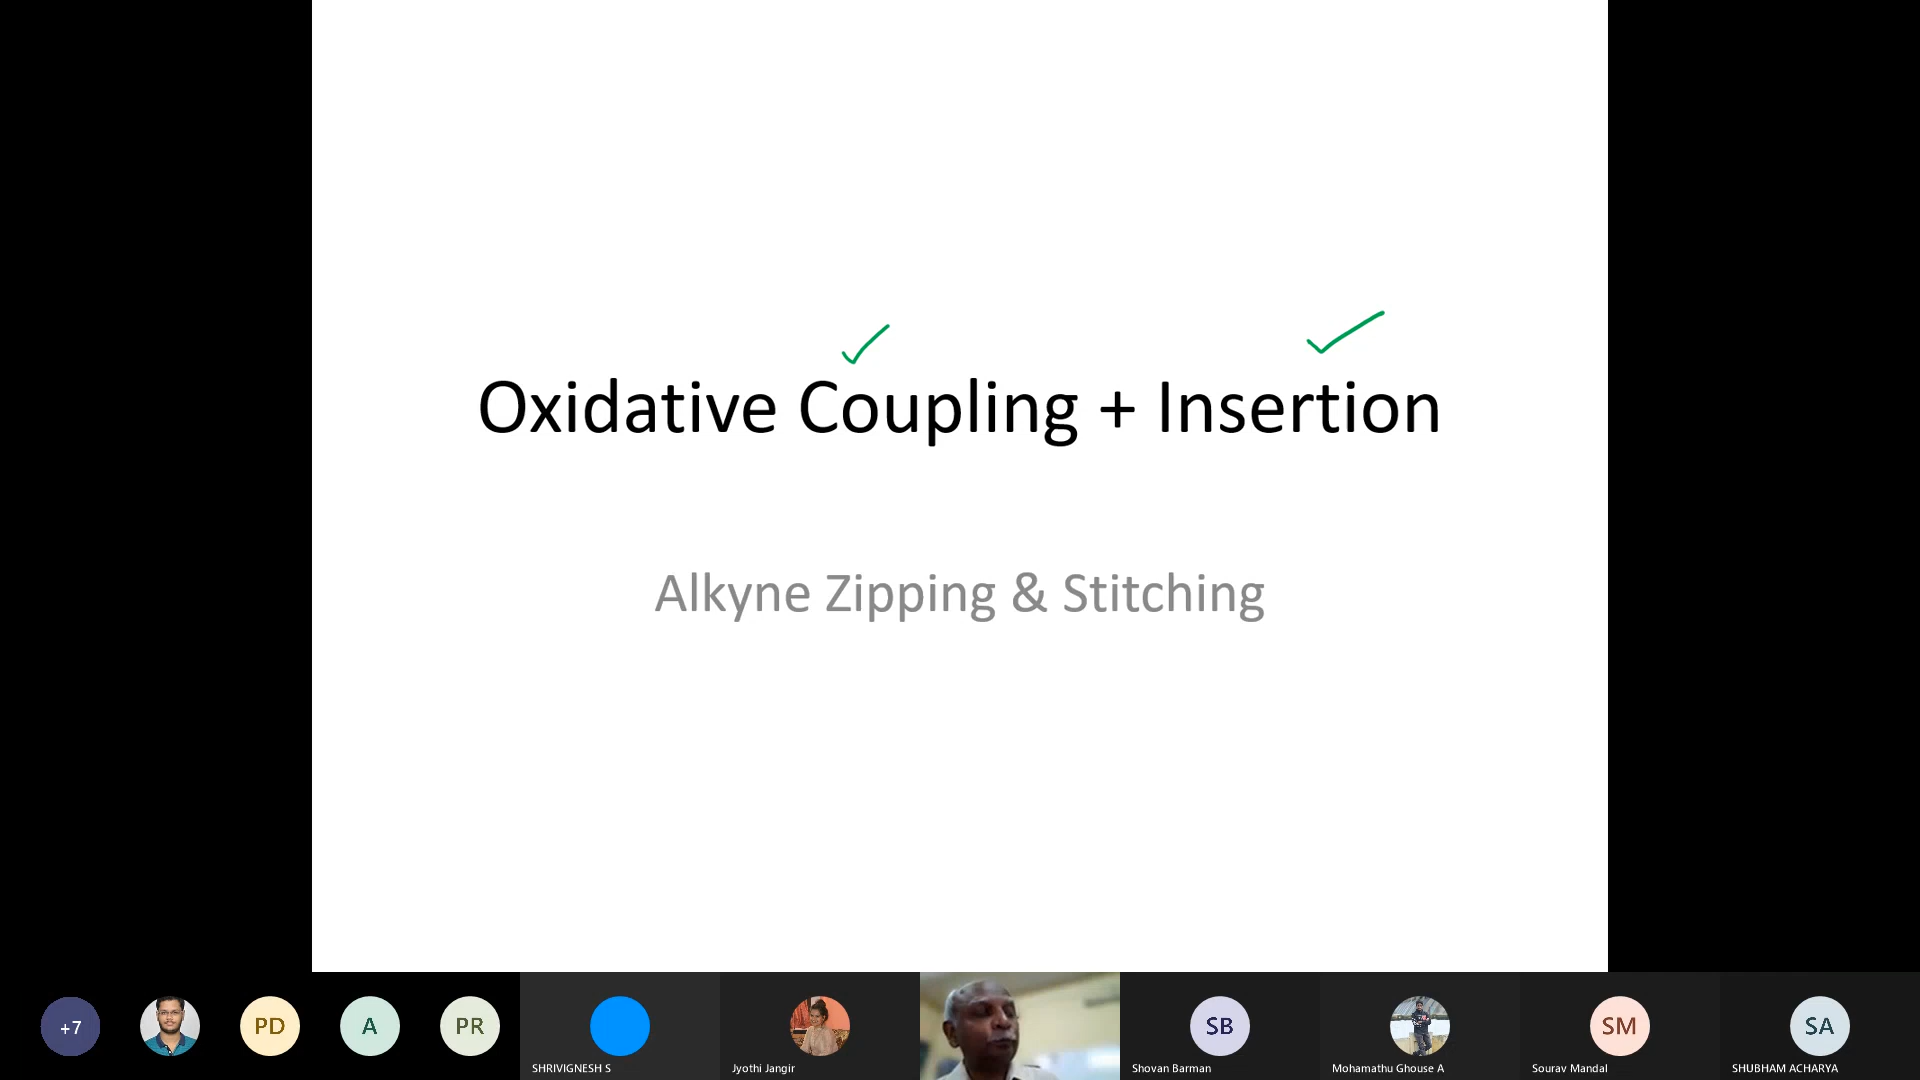 Oxidative Coupling + Insertion
Alkyne Zipping & Stitching
+7
PD
A
PR
SHRIVIGNESH S
Jyothi Jangir
SB
Shovan Barman
Mohamathu Ghouse A
SM
Sourav Mandal
SA
SHUBHAM ACHARYA